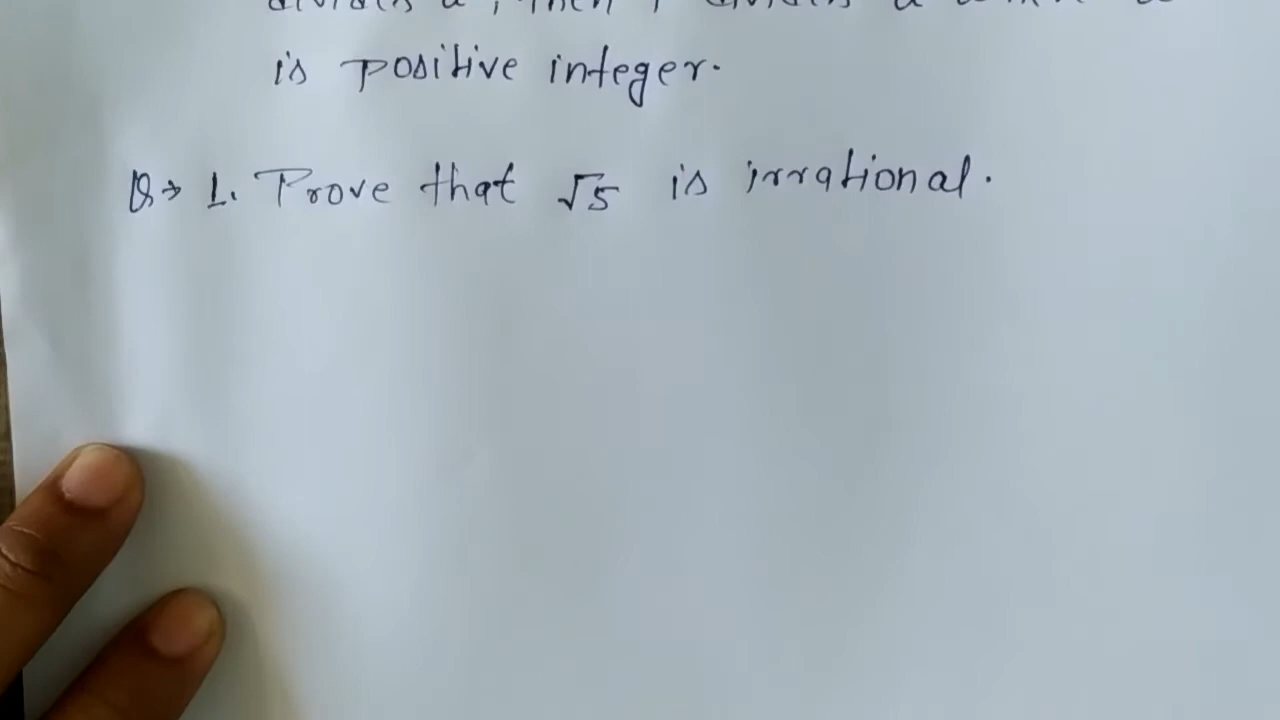 is positive integer.
Q→ 1. Prove that √5 is irrational.